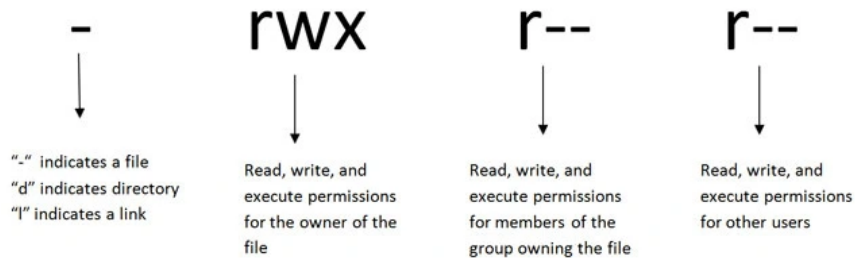 - rwx r-- r--
“-“ indicates a file
“d” indicates directory
“l” indicates a link
Read, write, and
execute permissions
for the owner of the
file
Read, write, and
execute permissions
for members of the
group owning the file
Read, write, and
execute permissions
for other users